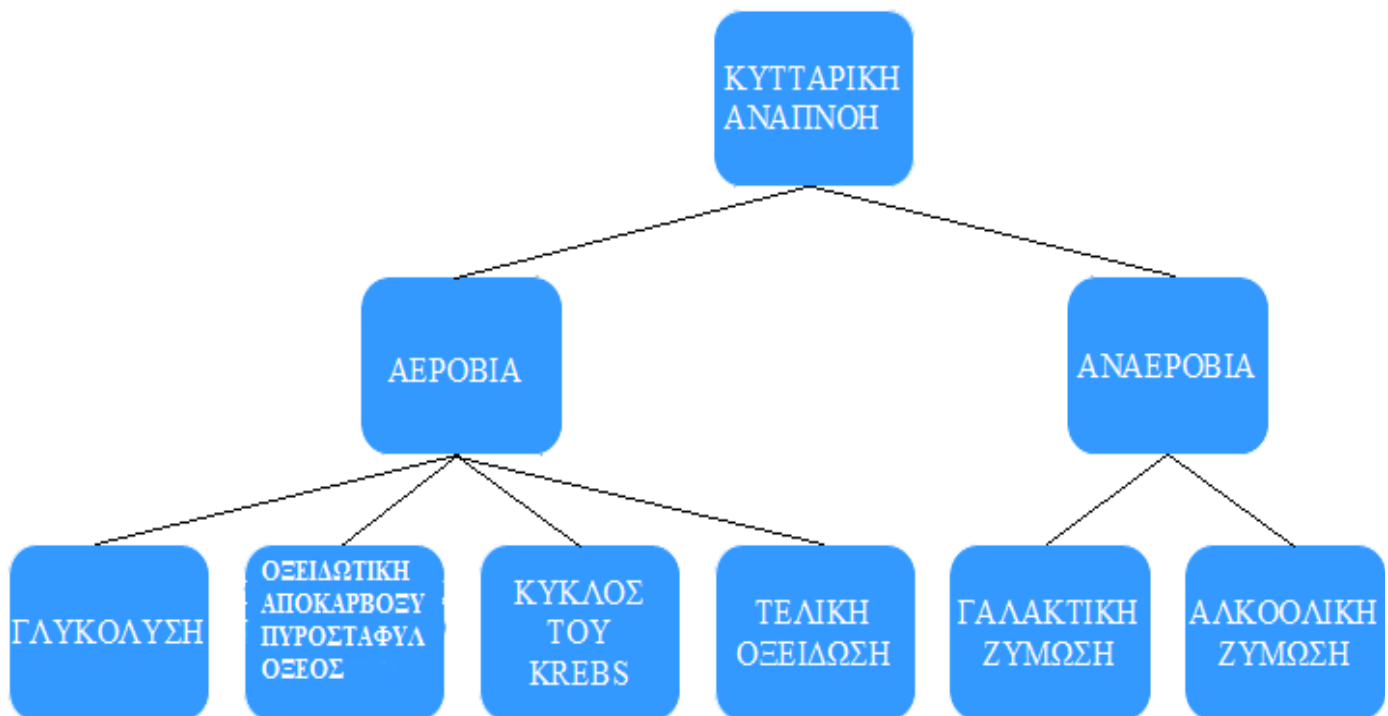 ΚΥΤΤΑΡΙΚΗ
ΑΝΑΠΝΟΗ
ΑΕΡΟΒΙΑ
ΑΝΑΕΡΟΒΙΑ
ΓΛΥΚΟΛΥΣΗ
ΟΞΕΙΔΩΤΙΚΗ
ΑΠΟΚΑΡΒΟΞΥ
ΠΥΡΟΣΤΑΦΥΛ
ΟΞΕΟΣ
ΚΥΚΛΟΣ
ΤΟΥ
KREBS
ΤΕΛΙΚΗ
ΟΞΕΙΔΩΣΗ
ΓΑΛΑΚΤΙΚΗ
ΖΥΜΩΣΗ
ΑΛΚΟΟΛΙΚΗ
ΖΥΜΩΣΗ